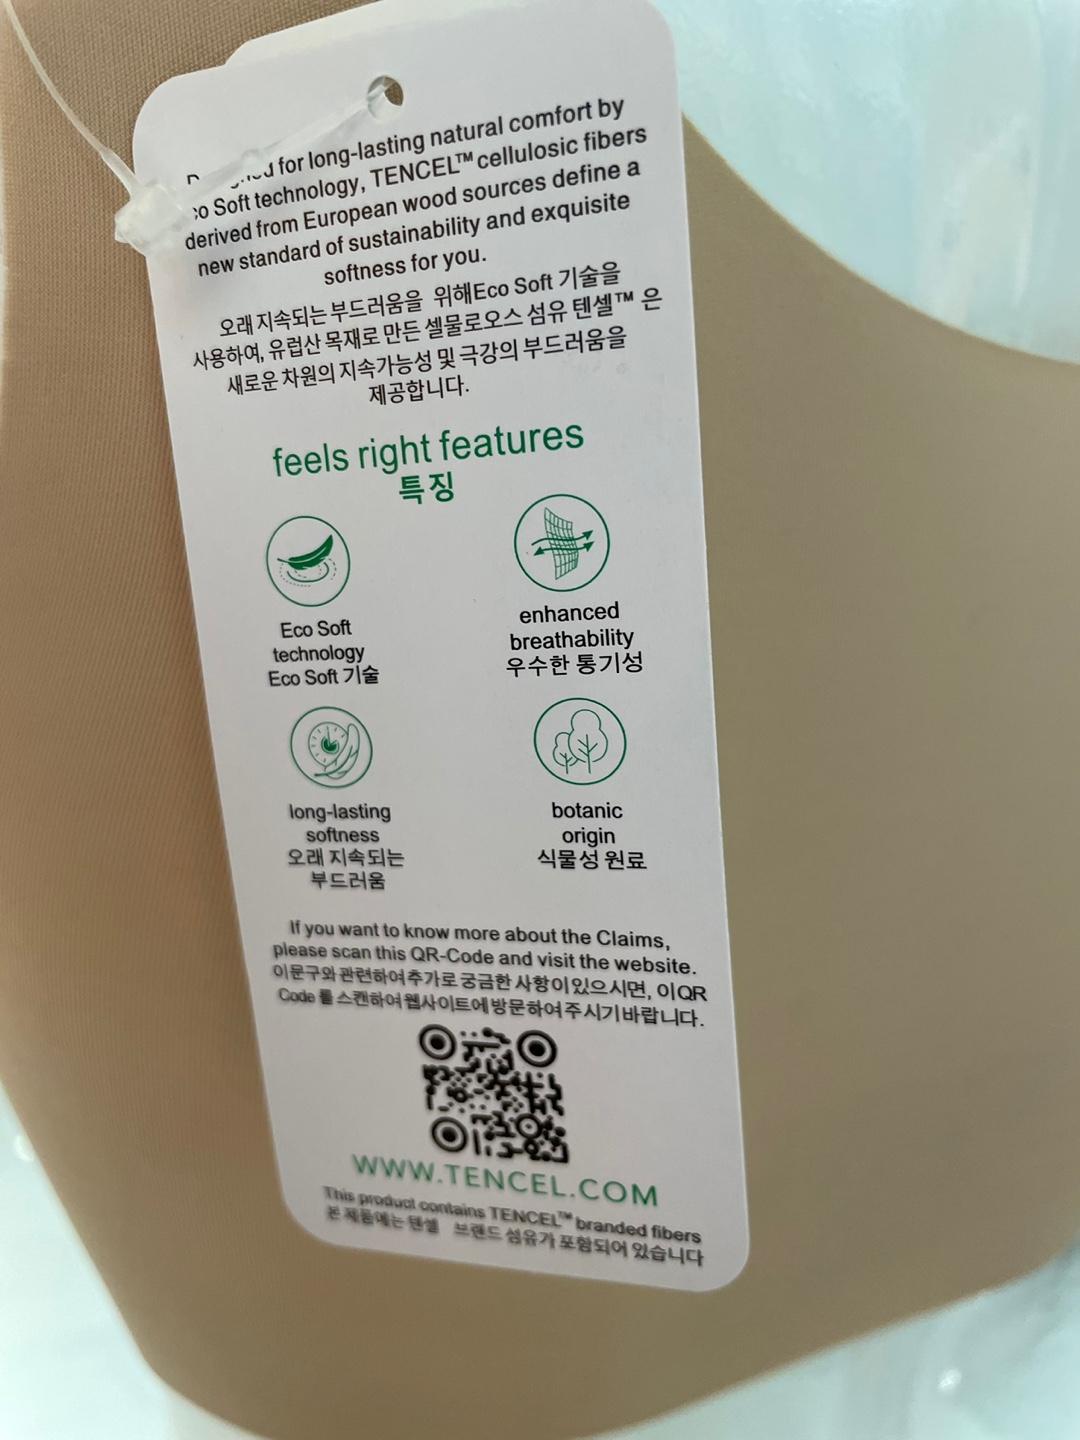 for long-lasting natural comfort by
Soft technology, TENCEL™ cellulosic fibers
derived from European wood sources define a
new standard of sustainability and exquisite
softness for you.
오래 지속되는 부드러움을 위해Eco Soft 기술을
사용하여, 유럽산 목재로 만든 셀물로오스 섬유 텐셀™ 은
새로운 차원의 지속가능성 및 극강의 부드러움을
제공합니다.
feels right features
특징
Eco Soft
technology
Eco Soft 기술
enhanced
breathability
우수한 통기성
long-lasting
softness
오래 지속되는
부드러움
botanic
origin
식물성 원료
If you want to know more about the Claims,
please scan this QR-Code and visit the website.
이문구와 관련하여 추가로 궁금한 사항이 있으시면, 이 QR
Code 를 스캔하여 웹사이트에 방문하여 주시기 바랍니다.
WWW.TENCEL.COM
This product contains TENCEL™ branded fibers
본 제품에는 텐셀 브랜드 섬유가 포함되어 있습니다